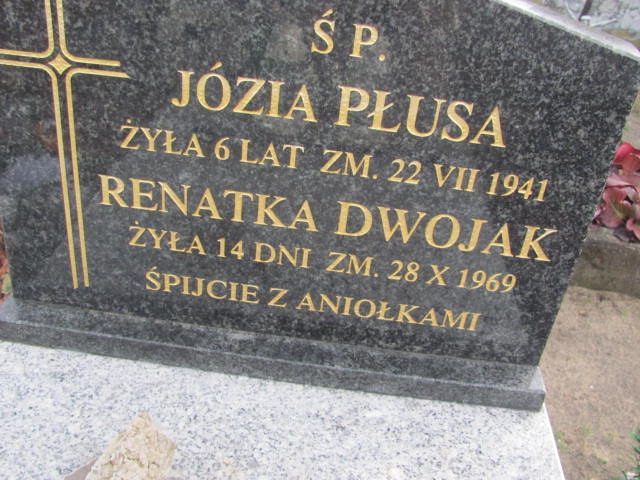 Ś P.
JÓZIA PŁUSA
ŻYŁA 6 LAT ZM. 22 VII 1941
RENATKA DWOJAK
ŻYŁA 14 DNI ZM. 28 X 1969
ŚPIJCIE Z ANIOŁKAMI